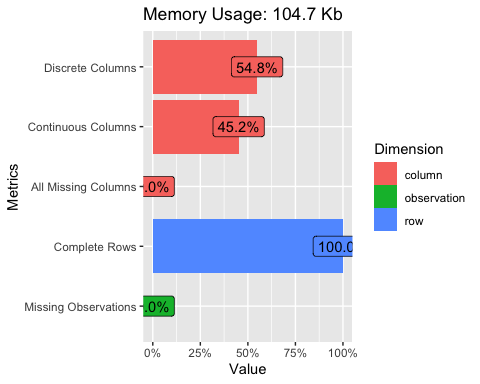 Memory Usage: 104.7 Kb
Metrics
Discrete Columns
54.8%
Continuous Columns
45.2%
All Missing Columns
.0%
Complete Rows
100.0
Missing Observations
.0%
0%
25%
50%
75%
100%
Value
Dimension
column
observation
row